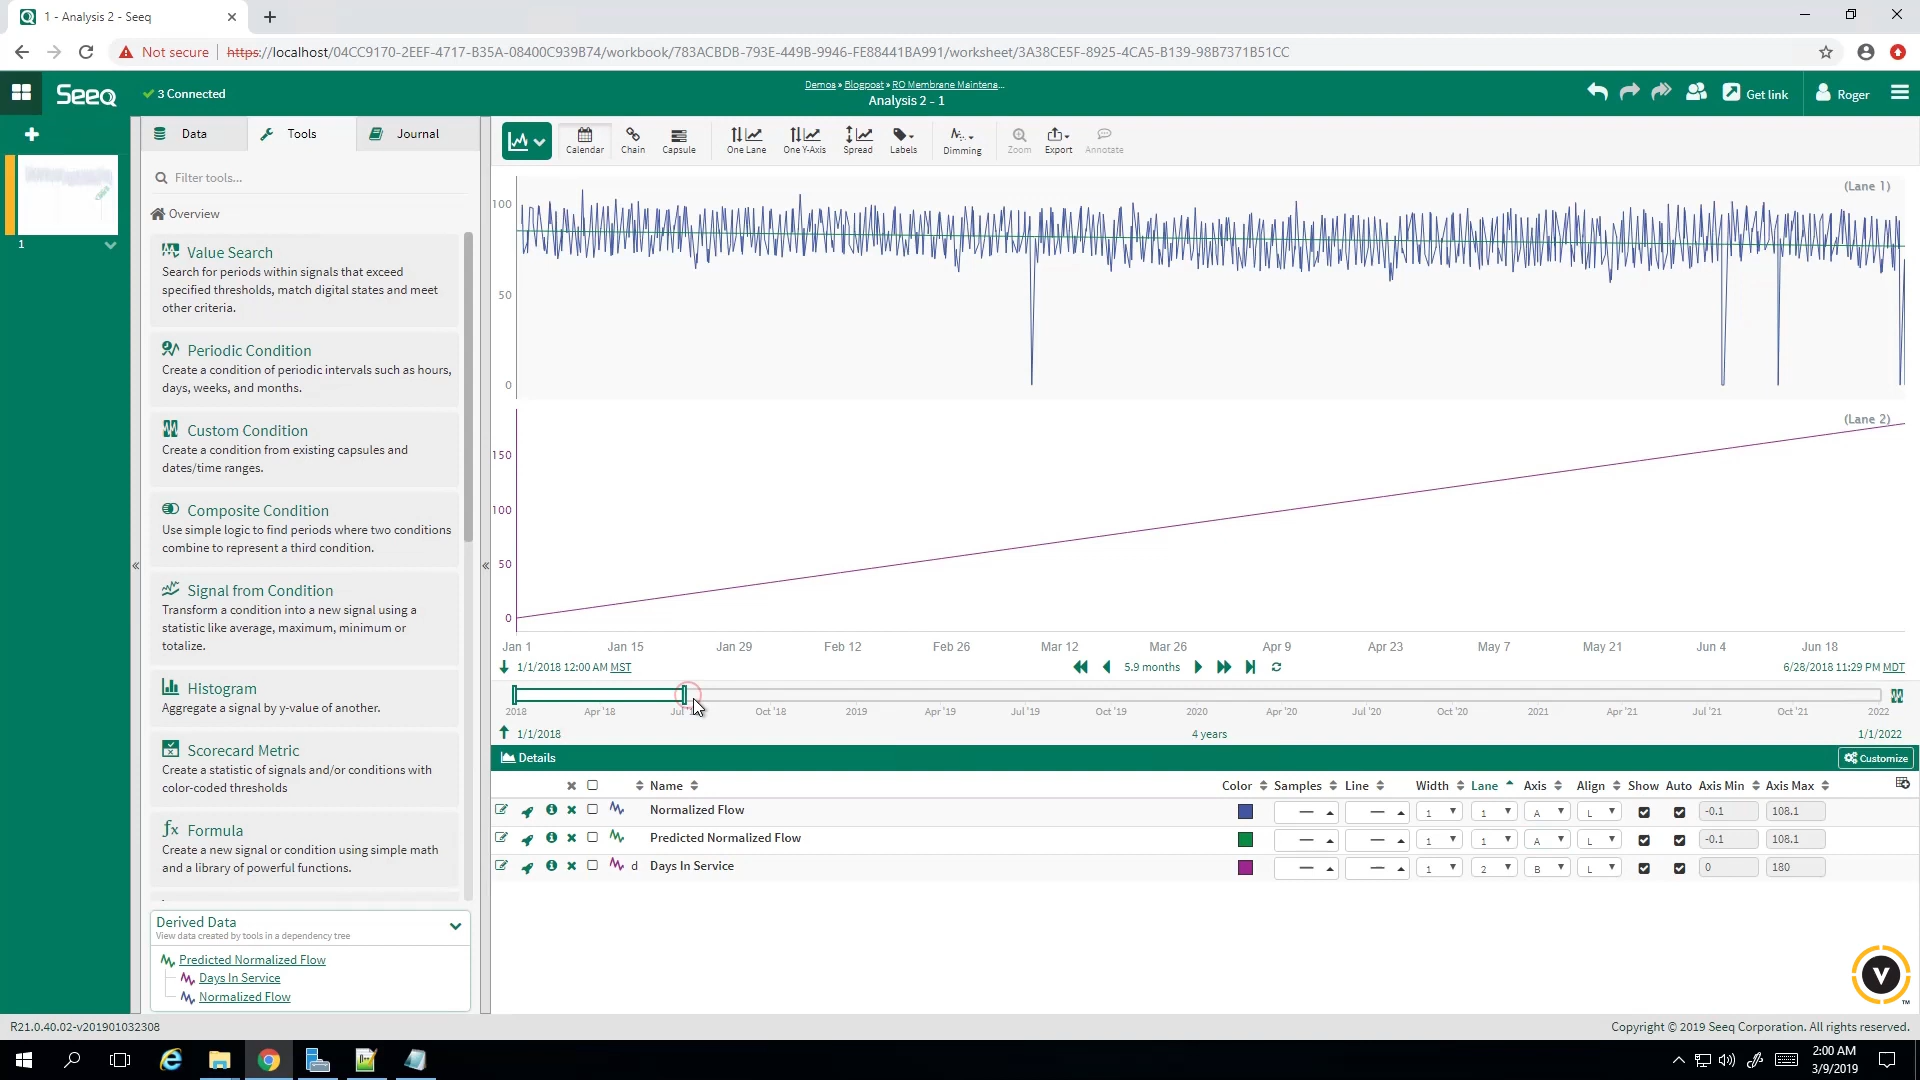 1 - Analysis 2 - Seeq
Not secure
https://localhost/04CC9170-2EEF-4717-B35A-08400C939B74/workbook/783ACBDB-793E-449B-9946-FE88441BA991/worksheet/3A38CE5F-8925-4CA5-B139-98B7371B51CC
Seeq
3 Connected
Demos » Blogpost » RO Membrane Maintena...
Analysis 2 - 1
Get link
Roger
1
Data
Tools
Journal
Filter tools...
Overview
Value Search
Search for periods within signals that exceed
specified thresholds, match digital states and meet
other criteria.
Periodic Condition
Create a condition of periodic intervals such as hours,
days, weeks, and months.
Custom Condition
Create a condition from existing capsules and
dates/time ranges.
Composite Condition
Use simple logic to find periods where two conditions
combine to represent a third condition.
Signal from Condition
Transform a condition into a new signal using a
statistic like average, maximum, minimum or
totalize.
Histogram
Aggregate a signal by y-value of another.
Scorecard Metric
Create a statistic of signals and/or conditions with
color-coded thresholds
Formula
Create a new signal or condition using simple math
and a library of powerful functions.
Derived Data
View data created by tools in a dependency tree
Predicted Normalized Flow
Days In Service
Normalized Flow
Calendar Chain Capsule One Lane One Y-Axis Spread Labels Dimming Zoom Export Annotate
(Lane 1)
100
50
0
(Lane 2)
150
100
50
0
Jan 1 Jan 15 Jan 29 Feb 12 Feb 26 Mar 12 Mar 26 Apr 9 Apr 23 May 7 May 21 Jun 4 Jun 18
1/1/2018 12:00 AM MST
5.9 months
6/28/2018 11:29 PM MDT
2018 Apr '18 Oct '18 2019 Apr '19 Jul '19 Oct '19 2020 Apr '20 Jul '20 Oct '20 2021 Apr '21 Jul '21 Oct '21 2022
1/1/2018
4 years
1/1/2022
Details
Customize
Name Color Samples Line Width Lane Axis Align Show Auto Axis Min Axis Max
Normalized Flow 1 1 A L -0.1 108.1
Predicted Normalized Flow 1 1 A L -0.1 108.1
d Days In Service 1 2 B L 0 180
V
TM
R21.0.40.02-v201901032308
Copyright © 2019 Seeq Corporation. All rights reserved.
2:00 AM
3/9/2019